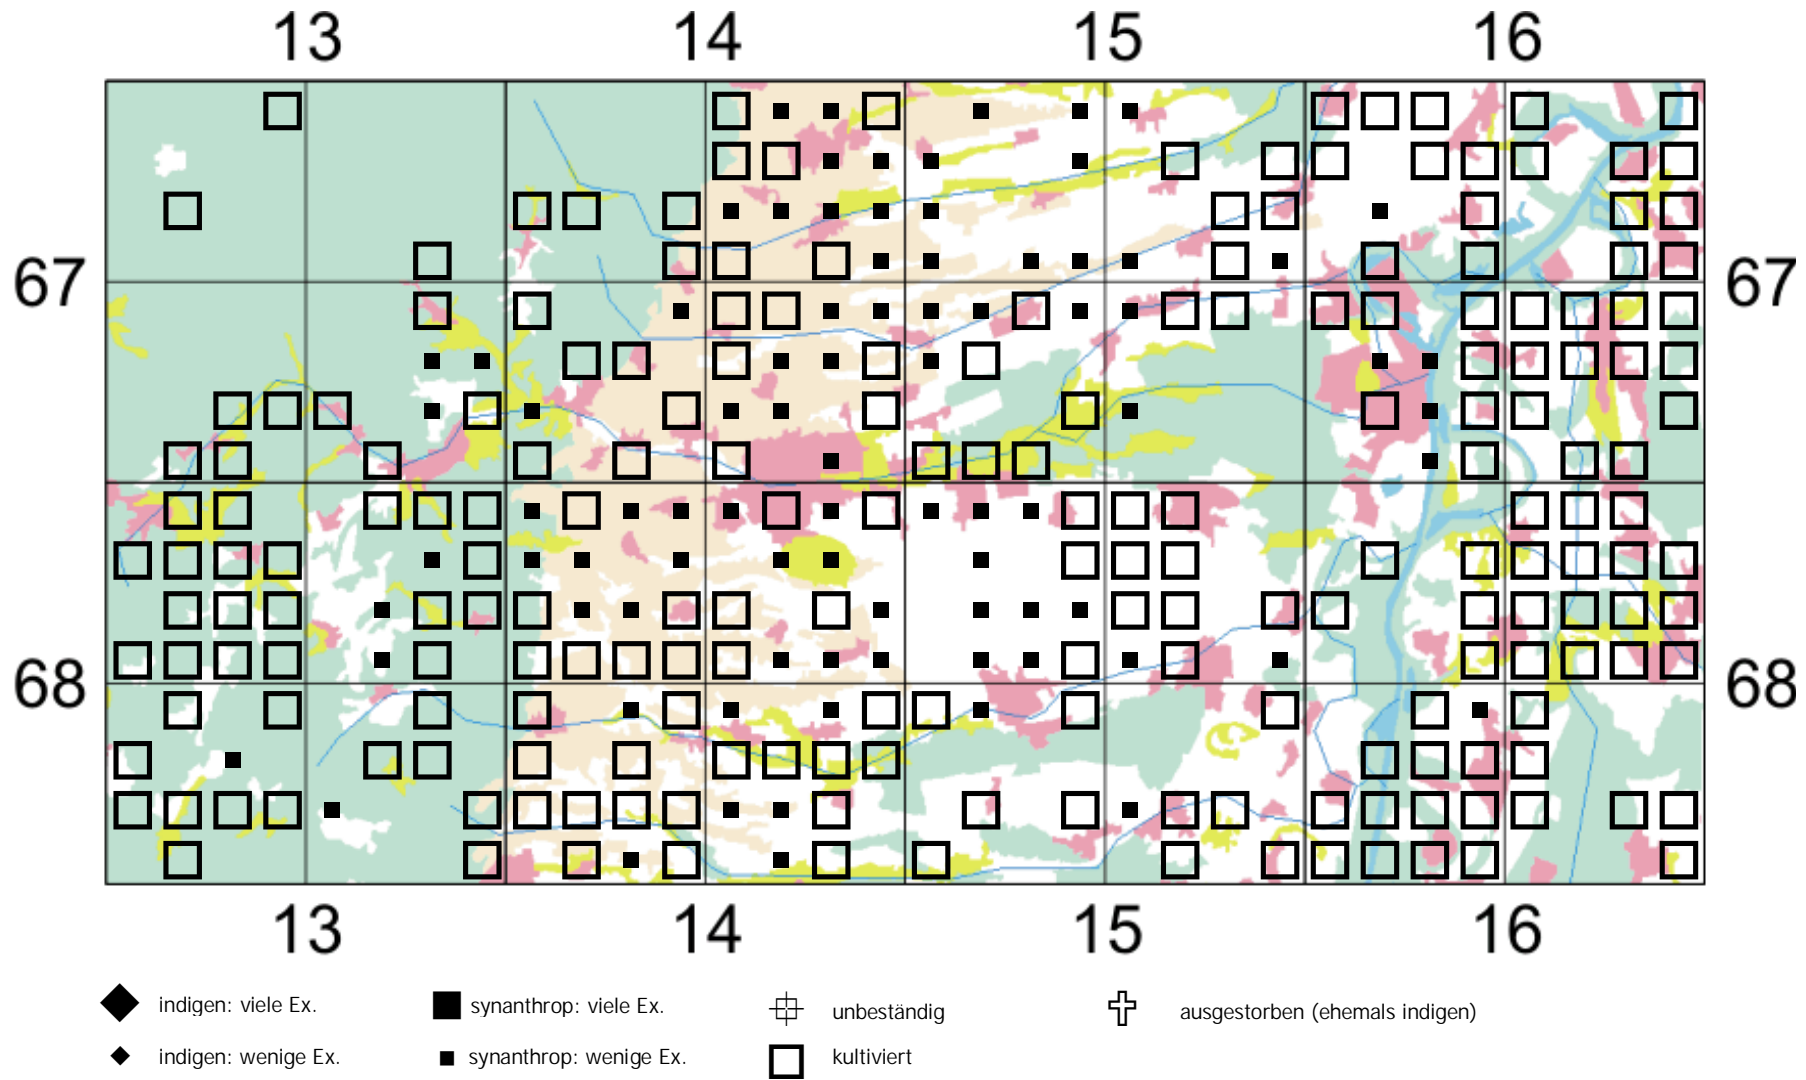 13 14 15 16
67 67
68 68
13 14 15 16
indigen: viele Ex. synanthrop: viele Ex. unbeständig ausgestorben (ehemals indigen)
indigen: wenige Ex. synanthrop: wenige Ex. kultiviert